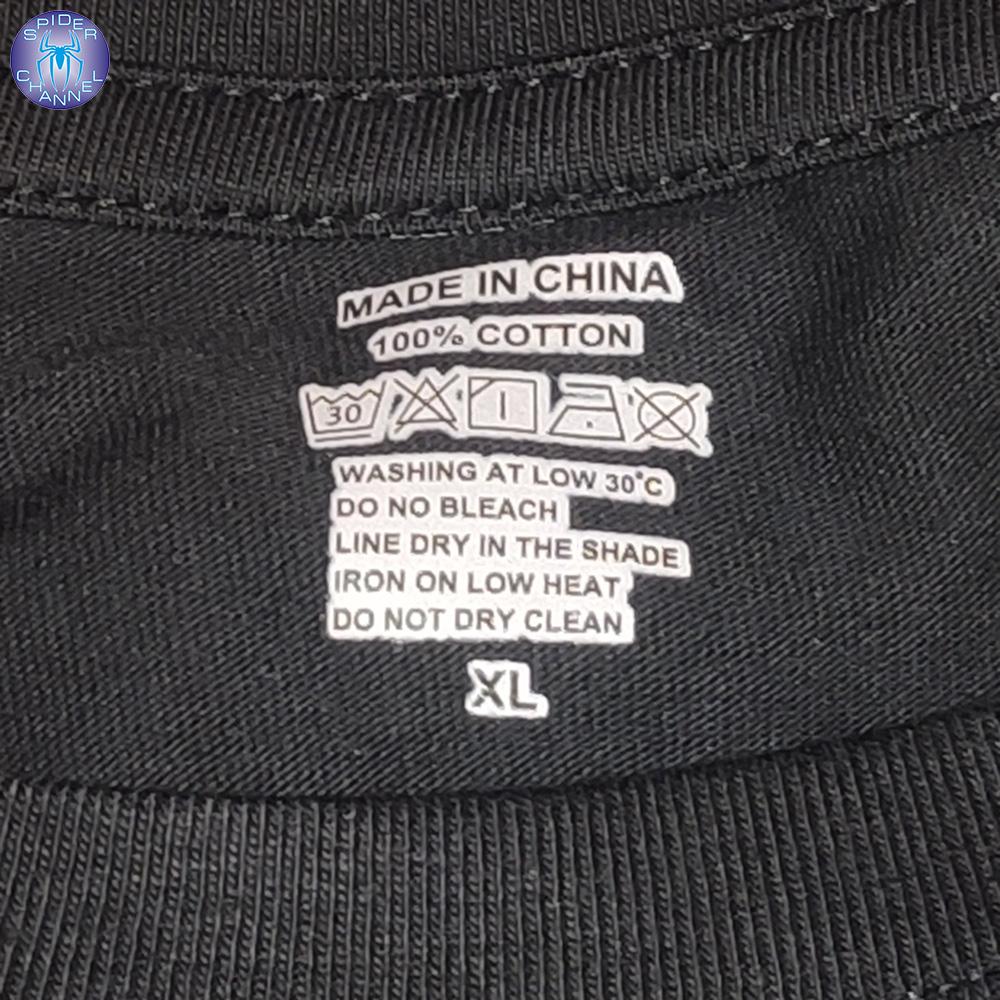 SPIDER
CHANNEL
MADE IN CHINA
100% COTTON
30
WASHING AT LOW 30°C
DO NO BLEACH
LINE DRY IN THE SHADE
IRON ON LOW HEAT
DO NOT DRY CLEAN
XL